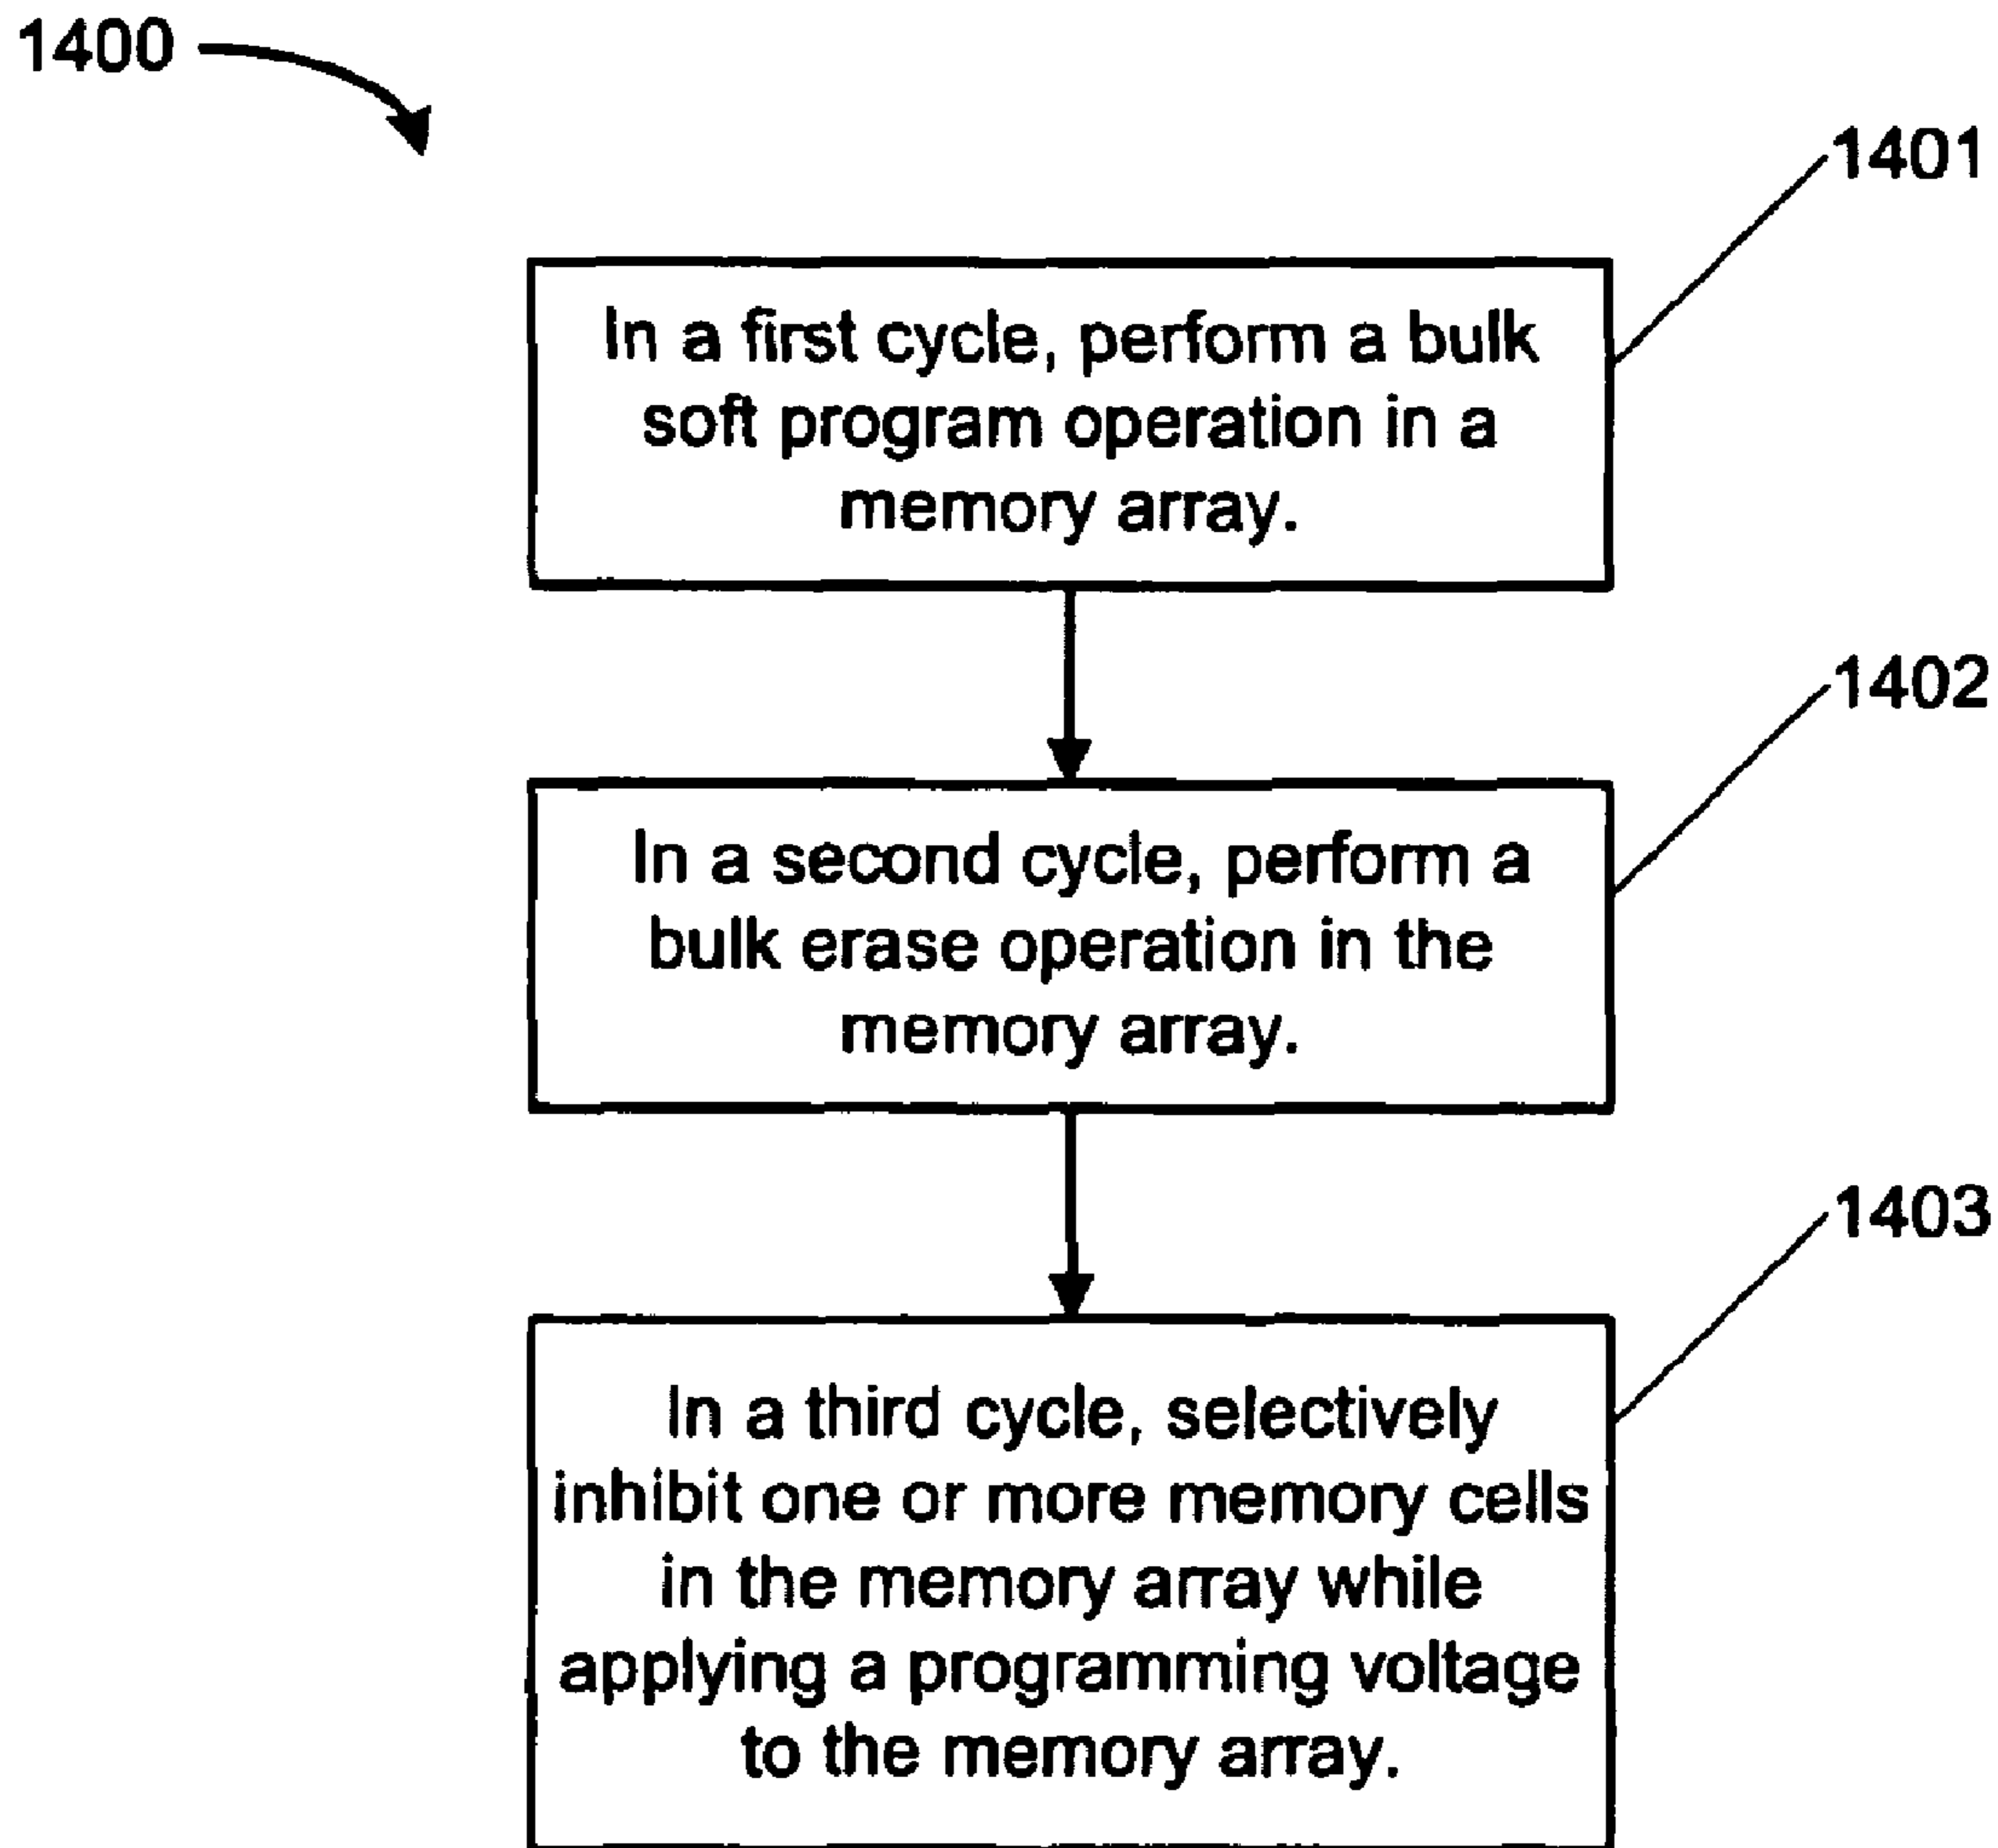 1400
1401
In a first cycle, perform a bulk
soft program operation in a
memory array.
1402
In a second cycle, perform a
bulk erase operation in the
memory array.
1403
In a third cycle, selectively
inhibit one or more memory cells
in the memory array while
applying a programming voltage
to the memory array.